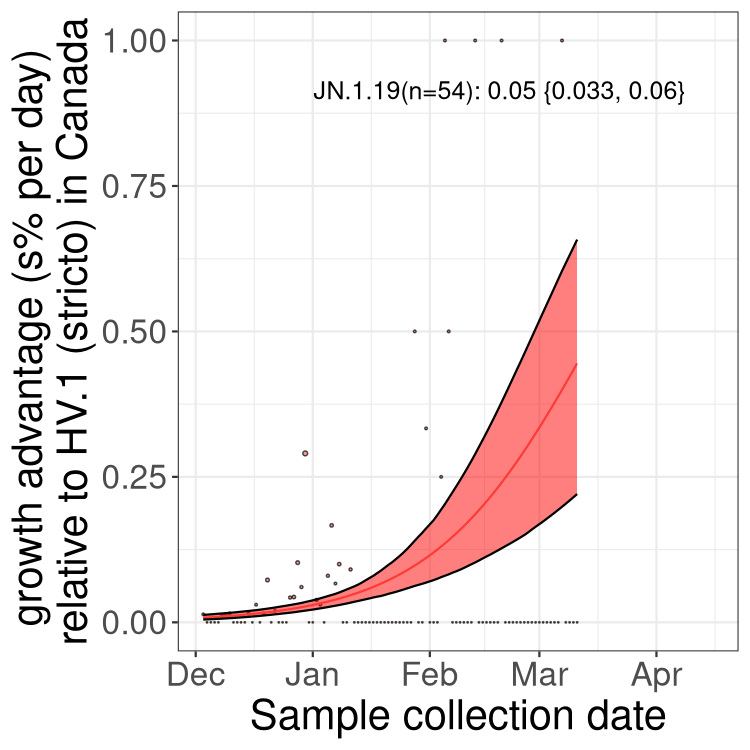 growth advantage (s% per day)
relative to HV.1 (stricto) in Canada
1.00
0.75
0.50
0.25
0.00
JN.1.19(n=54): 0.05 {0.033, 0.06}
Dec Jan Feb Mar Apr
Sample collection date